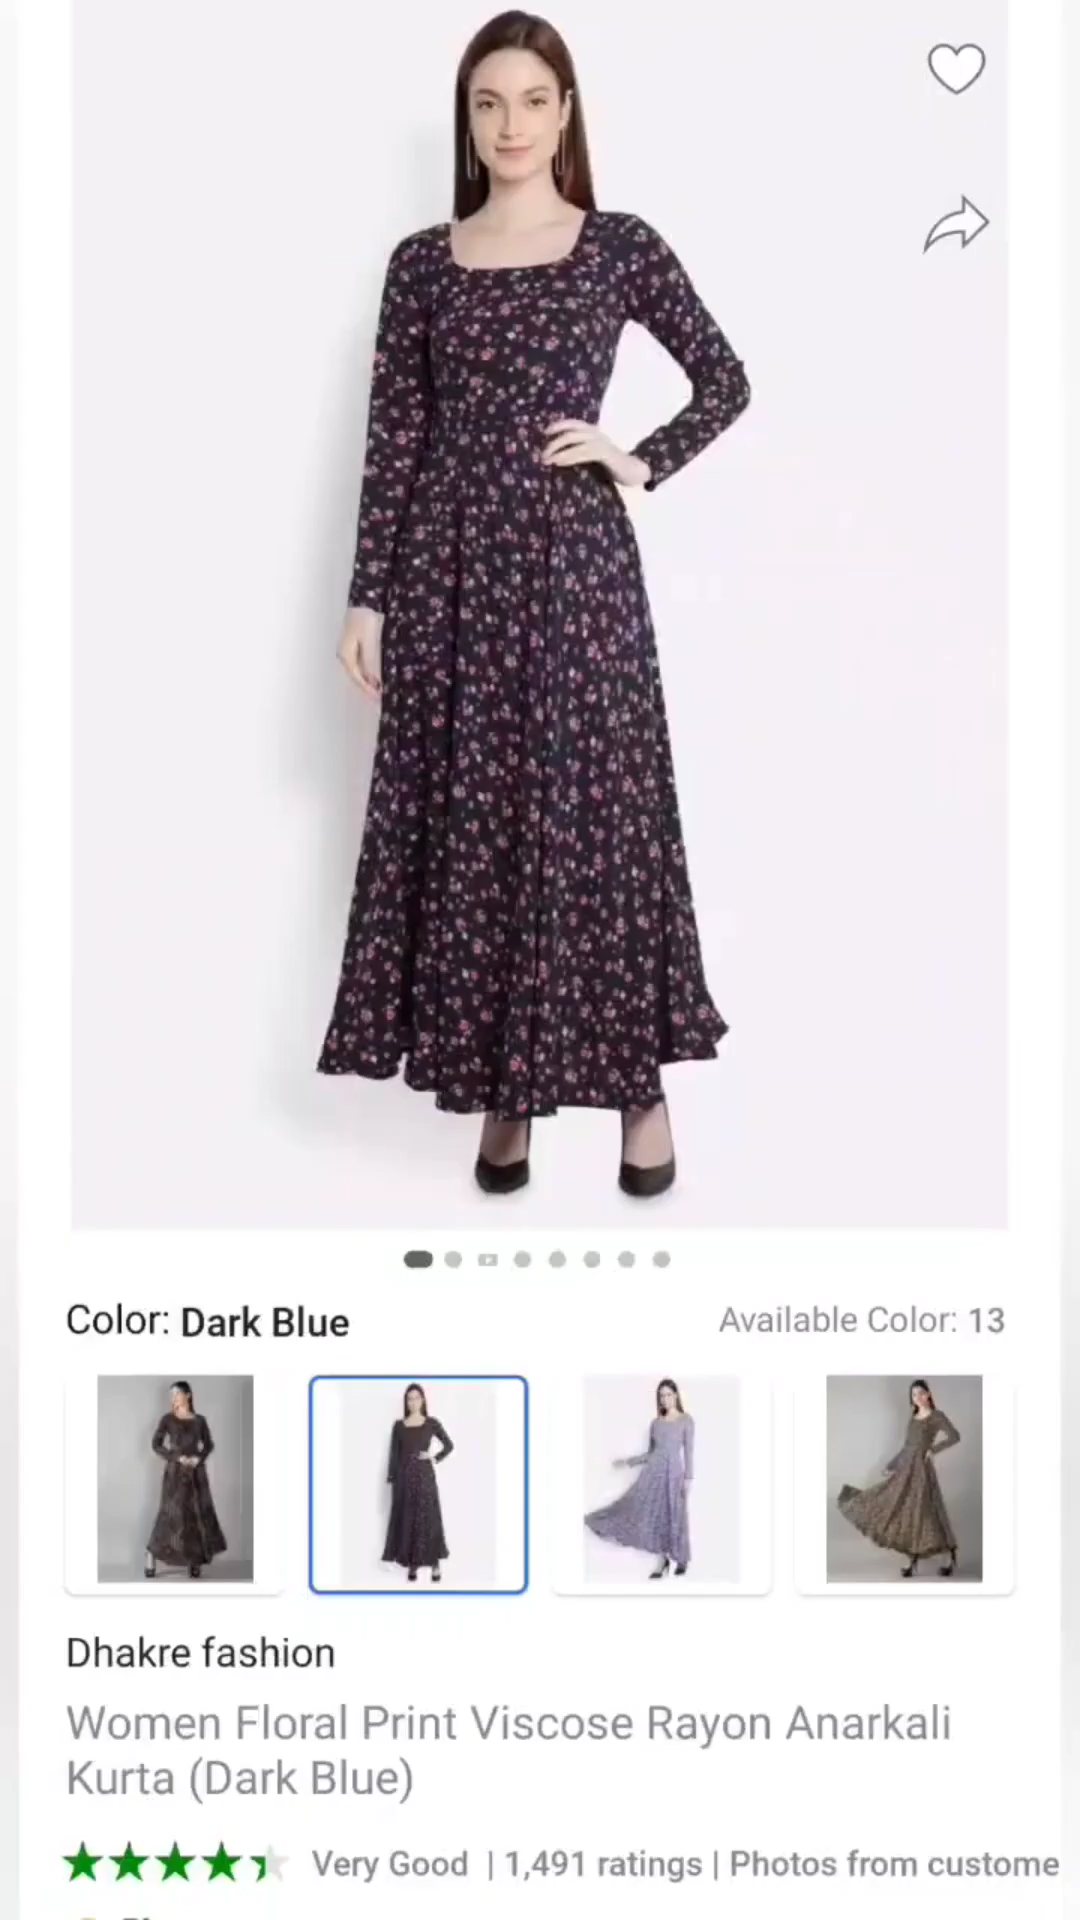 Color: Dark Blue
Available Color: 13
Dhakre fashion
Women Floral Print Viscose Rayon Anarkali
Kurta (Dark Blue)
Very Good | 1,491 ratings | Photos from custome